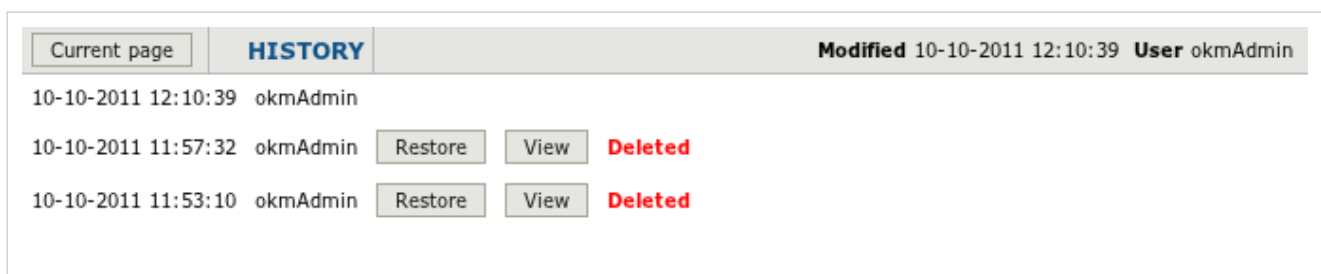 Current page HISTORY Modified 10-10-2011 12:10:39 User okmAdmin
10-10-2011 12:10:39 okmAdmin
10-10-2011 11:57:32 okmAdmin Restore View Deleted
10-10-2011 11:53:10 okmAdmin Restore View Deleted